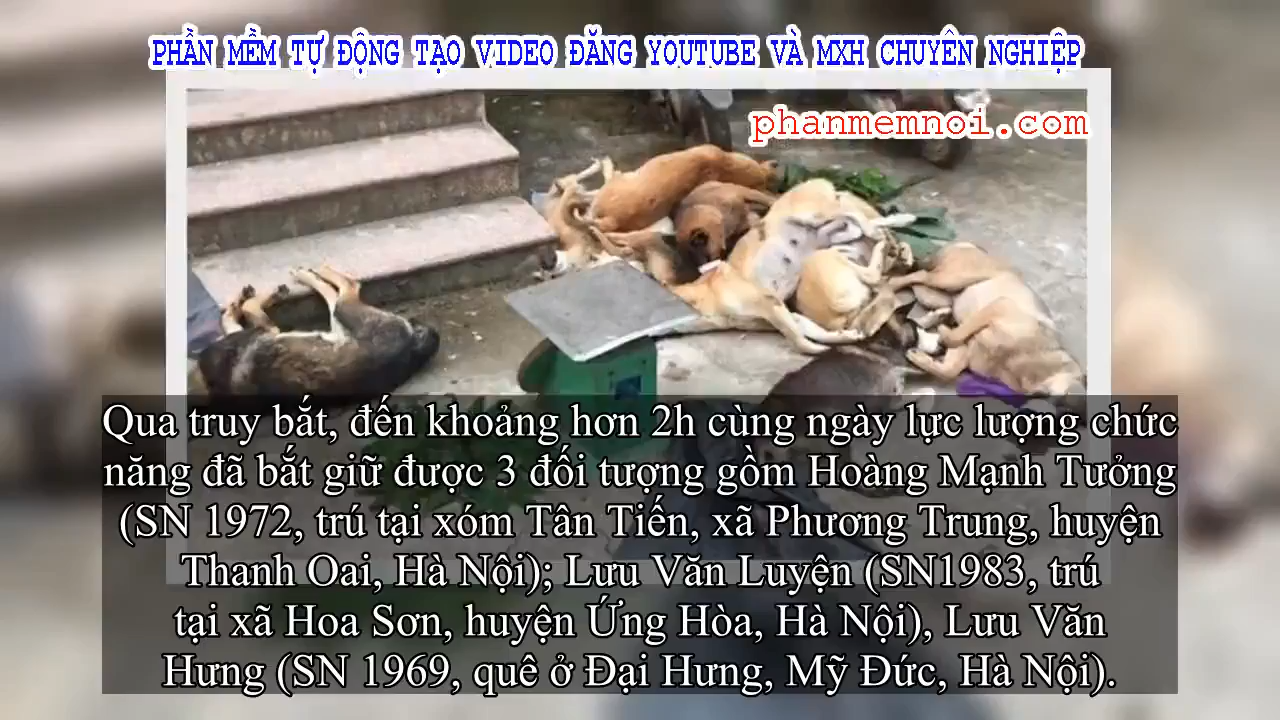 PHẦN MỀM TỰ ĐỘNG TẠO VIDEO ĐĂNG YOUTUBE VÀ MXH CHUYÊN NGHIỆP
phanmemnoi.com
Qua truy bắt, đến khoảng hơn 2h cùng ngày lực lượng chức
năng đã bắt giữ được 3 đối tượng gồm Hoàng Mạnh Tưởng
(SN 1972, trú tại xóm Tân Tiến, xã Phương Trung, huyện
Thanh Oai, Hà Nội); Lưu Văn Luyện (SN1983, trú
tại xã Hoa Sơn, huyện Ứng Hòa, Hà Nội), Lưu Văn
Hưng (SN 1969, quê ở Đại Hưng, Mỹ Đức, Hà Nội).